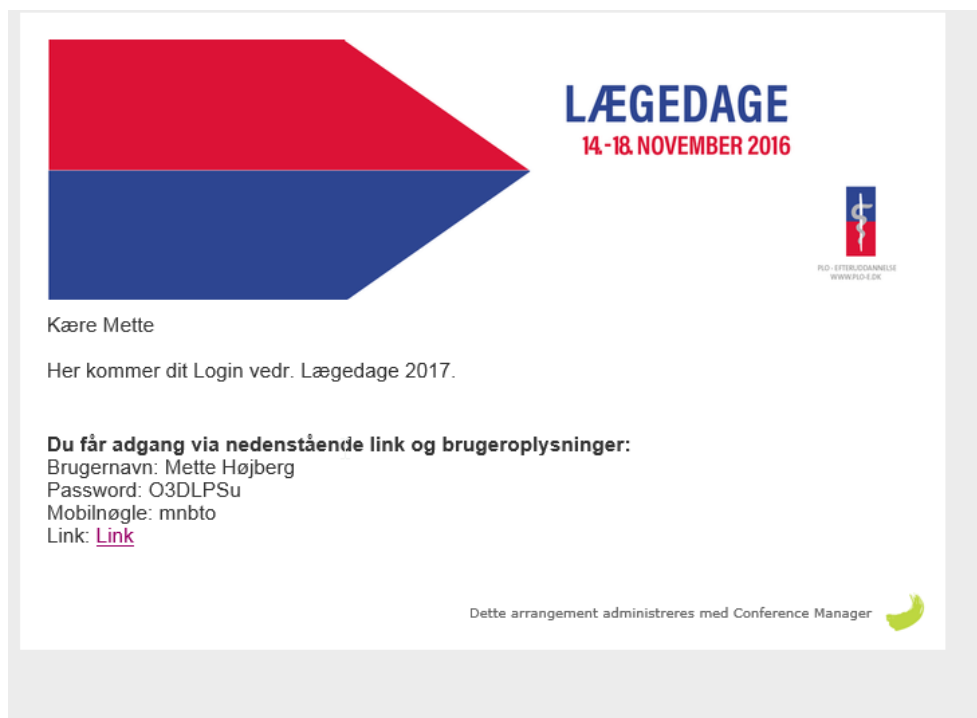 LÆGEDAGE
14.-18. NOVEMBER 2016
PLO - EFTERUDDANNELSE
WWW.PLO-E.DK
Kære Mette
Her kommer dit Login vedr. Lægedage 2017.
Du får adgang via nedenstående link og brugeroplysninger:
Brugernavn: Mette Højberg
Password: O3DLPSu
Mobilnøgle: mnbto
Link: Link
Dette arrangement administreres med Conference Manager